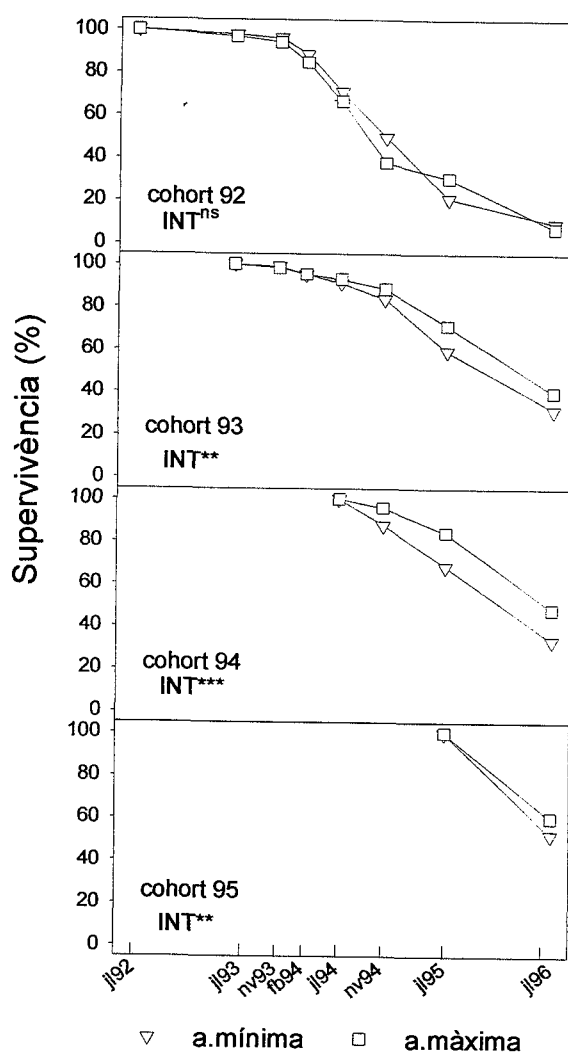 Supervivència (%)
100
80
60
40
20
0
cohort 92
INT^ns
100
80
60
40
20
0
cohort 93
INT**
100
80
60
40
20
0
cohort 94
INT***
100
80
60
40
20
0
cohort 95
INT**
jl92
jl93
nv93
fb94
jl94
nv94
jl95
jl96
a.mínima
a.màxima